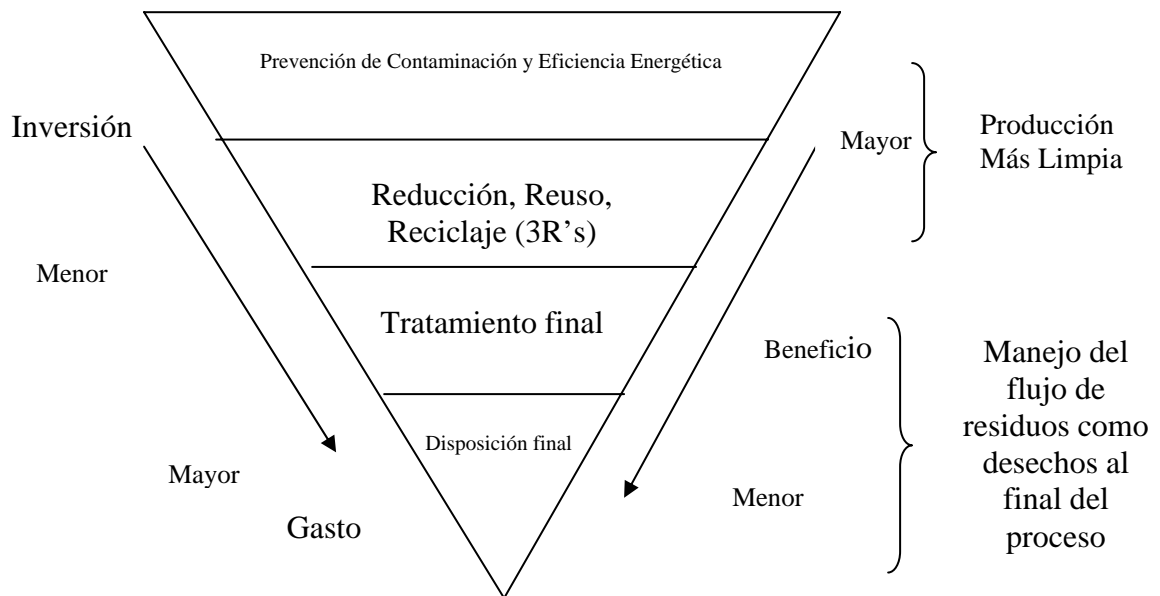 Prevención de Contaminación y Eficiencia Energética
Inversión
Mayor
Producción
Más Limpia
Reducción, Reuso,
Reciclaje (3R’s)
Menor
Tratamiento final
Beneficio
Manejo del
flujo de
residuos como
desechos al
final del
proceso
Disposición final
Mayor
Menor
Gasto